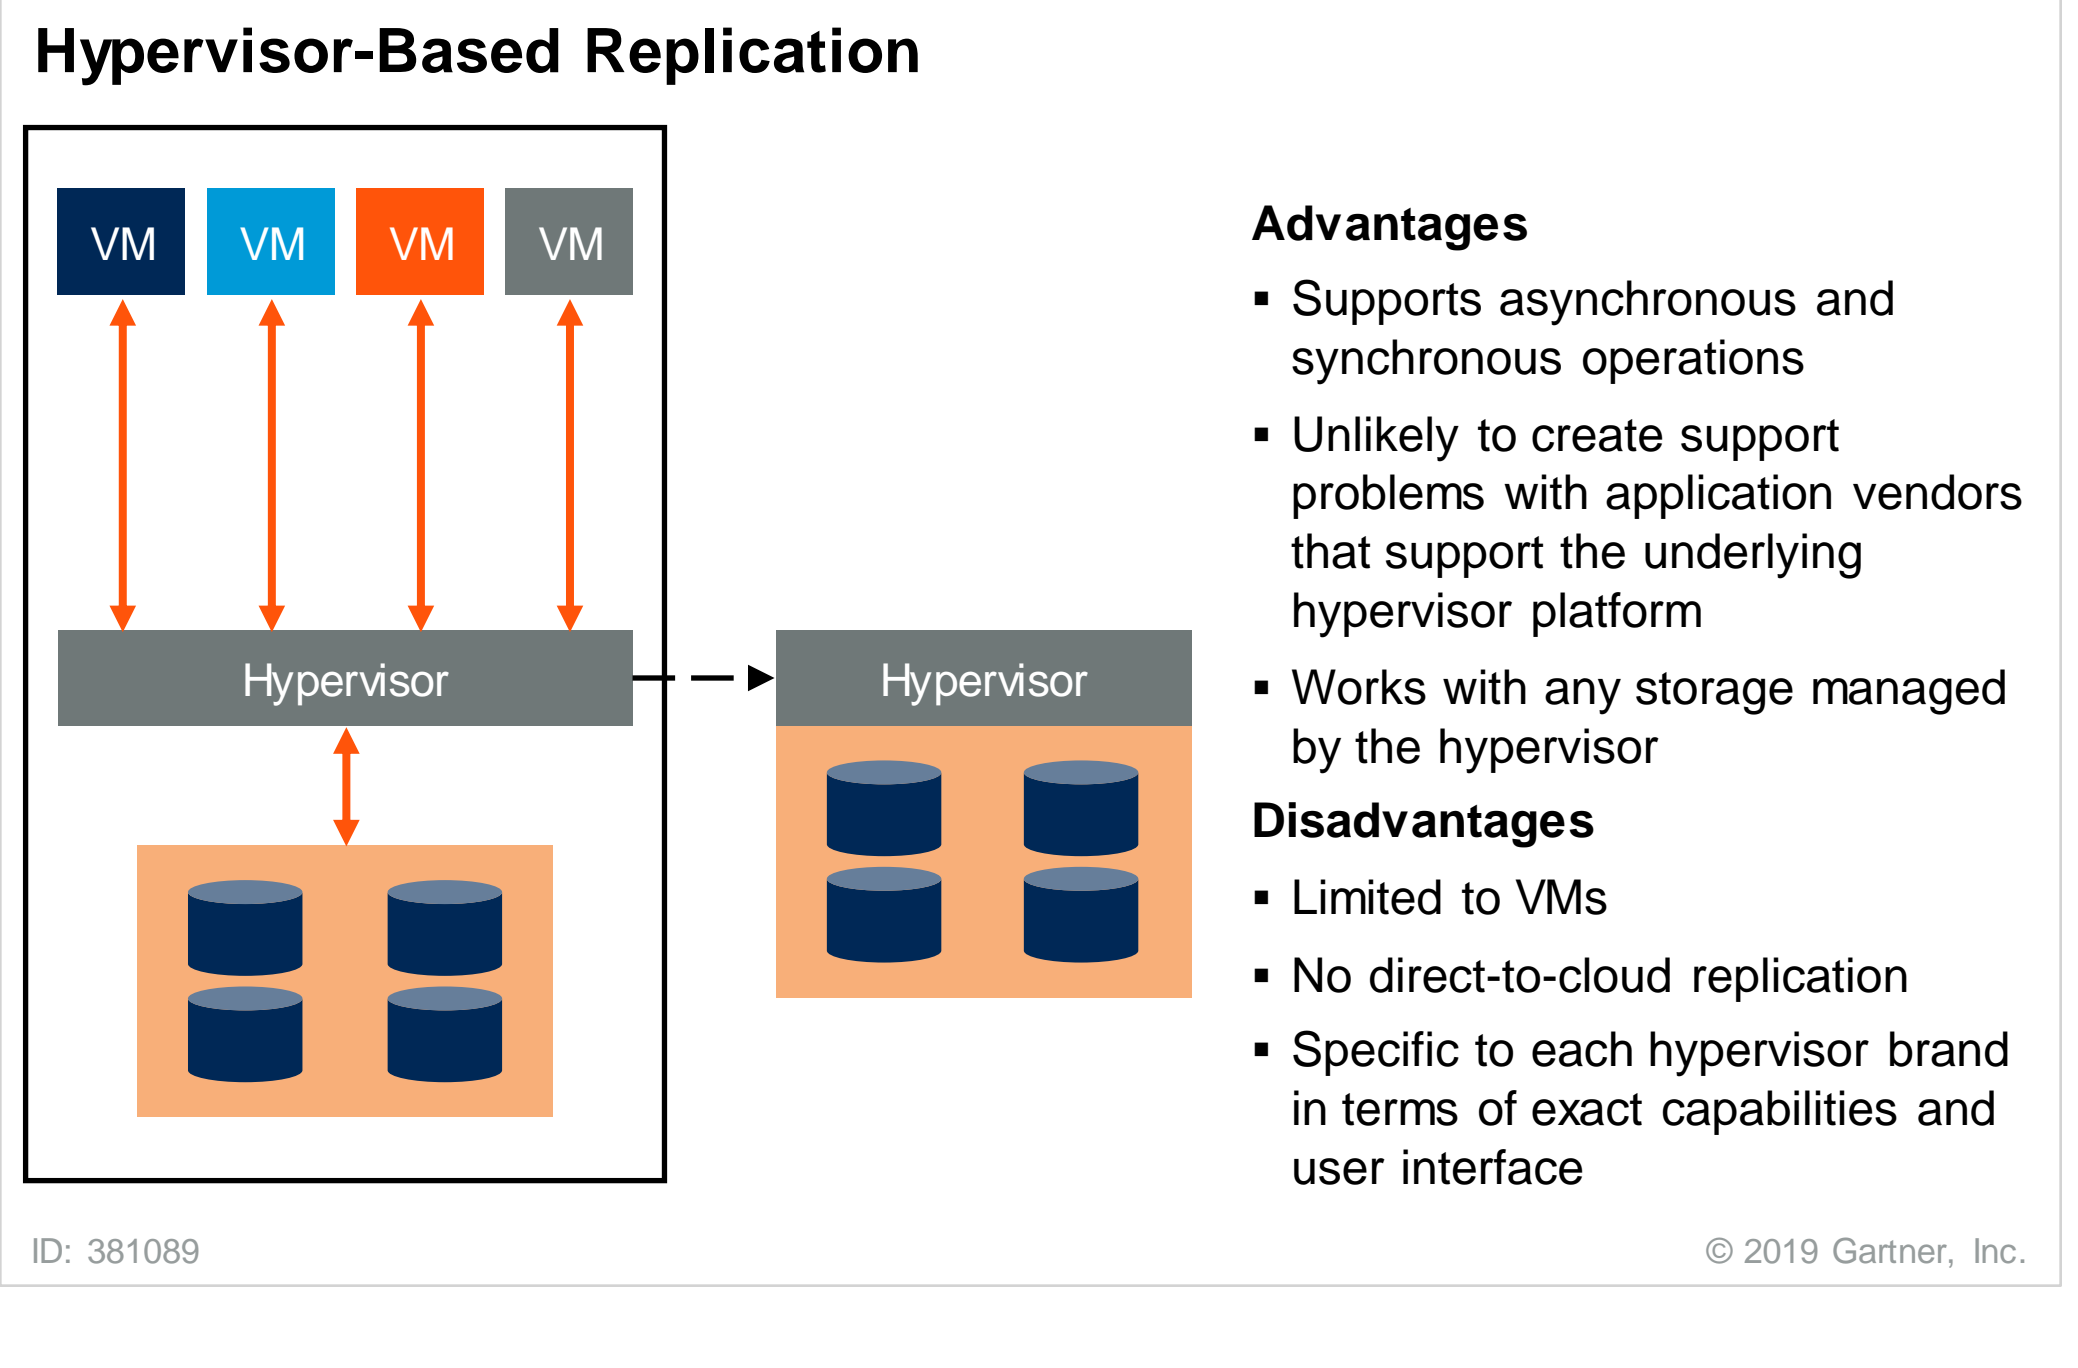 Hypervisor-Based Replication
VM VM VM VM
Hypervisor
Hypervisor
Advantages
▪ Supports asynchronous and
synchronous operations
▪ Unlikely to create support
problems with application vendors
that support the underlying
hypervisor platform
▪ Works with any storage managed
by the hypervisor
Disadvantages
▪ Limited to VMs
▪ No direct-to-cloud replication
▪ Specific to each hypervisor brand
in terms of exact capabilities and
user interface
ID: 381089
© 2019 Gartner, Inc.